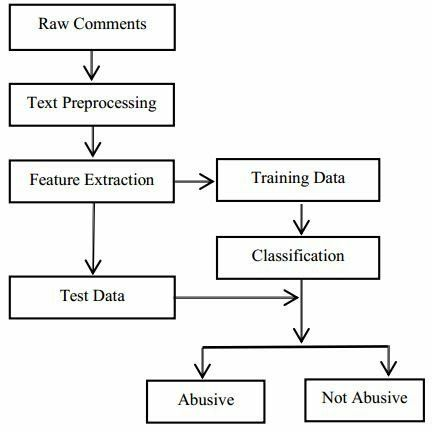 Raw Comments
Text Preprocessing
Feature Extraction
Training Data
Classification
Test Data
Abusive
Not Abusive